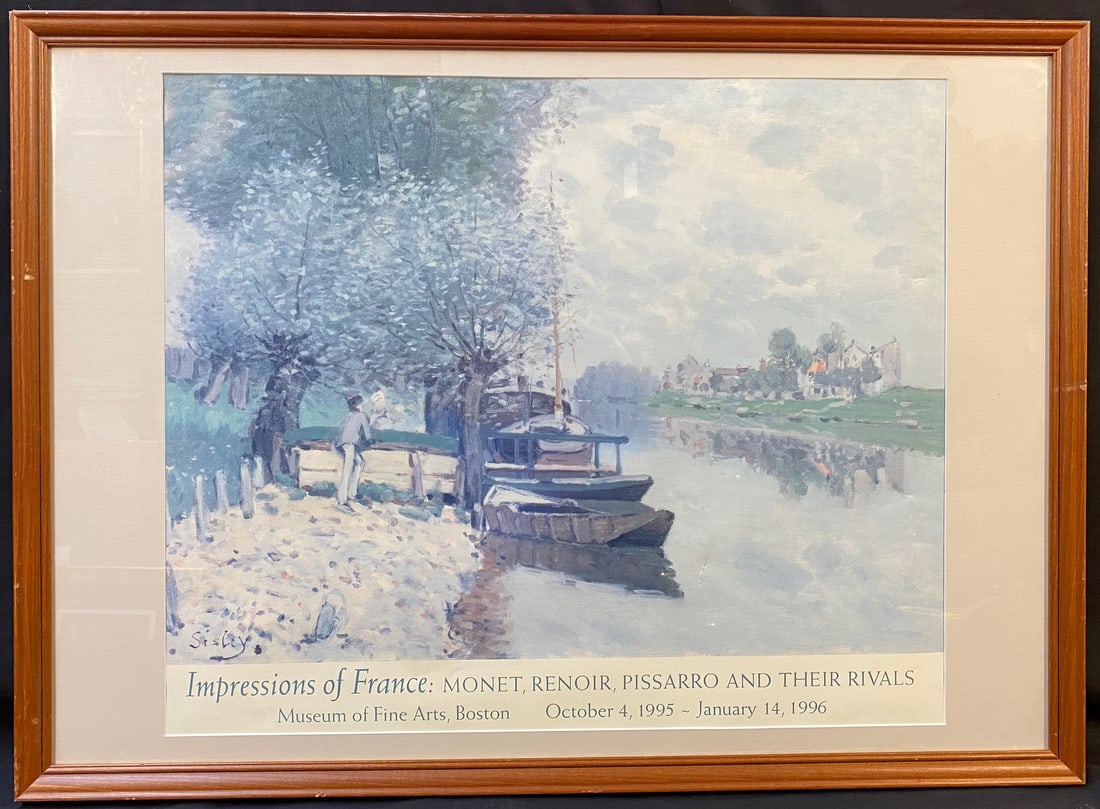 Sisley.
Impressions of France: MONET, RENOIR, PISSARRO AND THEIR RIVALS
Museum of Fine Arts, Boston October 4, 1995 ~ January 14, 1996